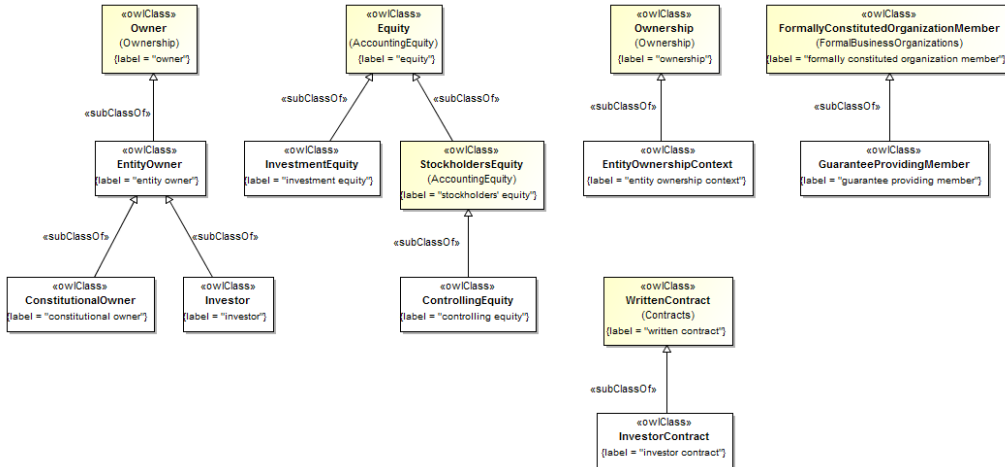 «owlClass»
Owner
(Ownership)
{label = "owner"}
«owlClass»
Equity
(AccountingEquity)
{label = "equity"}
«owlClass»
Ownership
(Ownership)
{label = "ownership"}
«owlClass»
FormallyConstitutedOrganizationMember
(FormalBusinessOrganizations)
{label = "formally constituted organization member"}
«subClassOf»
«subClassOf»
«subClassOf»
«subClassOf»
«subClassOf»
«owlClass»
EntityOwner
{label = "entity owner"}
«owlClass»
InvestmentEquity
{label = "investment equity"}
«owlClass»
StockholdersEquity
(AccountingEquity)
{label = "stockholders' equity"}
«owlClass»
EntityOwnershipContext
{label = "entity ownership context"}
«owlClass»
GuaranteeProvidingMember
{label = "guarantee providing member"}
«subClassOf»
«subClassOf»
«subClassOf»
«owlClass»
ConstitutionalOwner
{label = "constitutional owner"}
«owlClass»
Investor
{label = "investor"}
«owlClass»
ControllingEquity
{label = "controlling equity"}
«owlClass»
WrittenContract
(Contracts)
{label = "written contract"}
«subClassOf»
«owlClass»
InvestorContract
{label = "investor contract"}